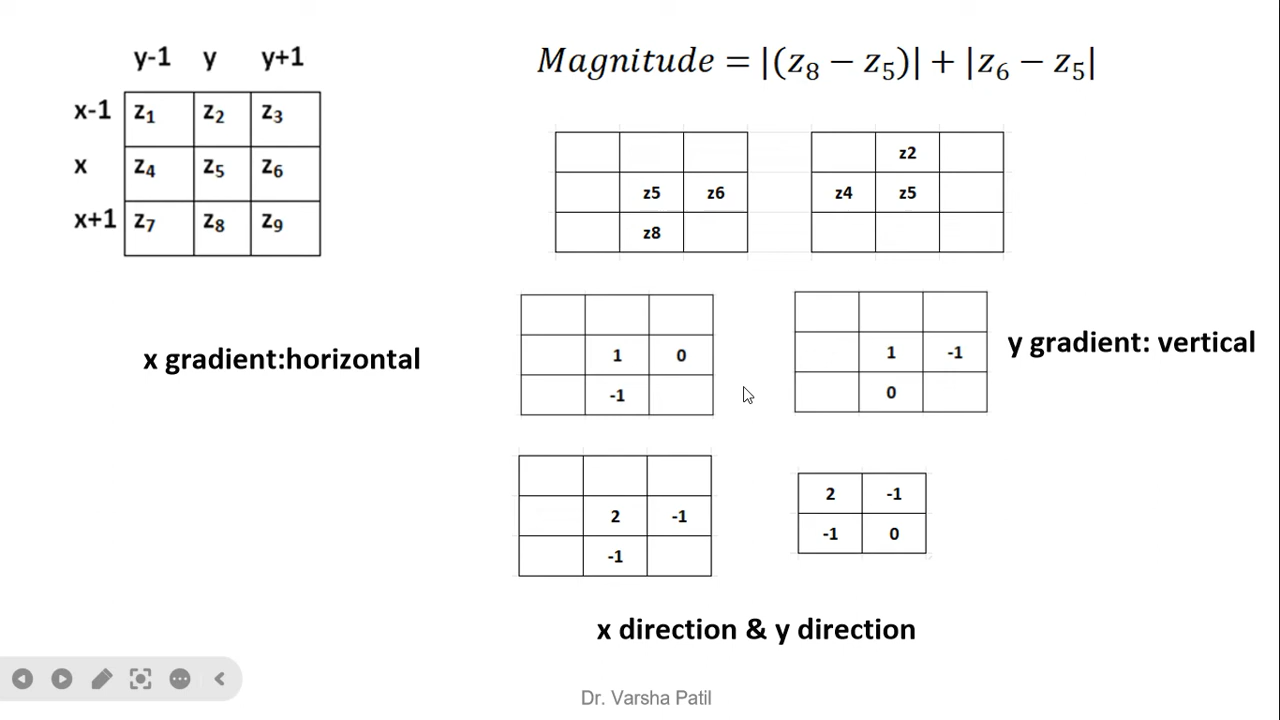 y-1 y y+1
x-1 z₁ z₂ z₃
x z₄ z₅ z₆
x+1 z₇ z₈ z₉
Magnitude = |(z₈ − z₅)| + |z₆ − z₅|
z5 z6
z8
z2
z4 z5
x gradient:horizontal
1 0
-1
1 -1
0
y gradient: vertical
2 -1
-1
2 -1
-1 0
x direction & y direction
Dr. Varsha Patil